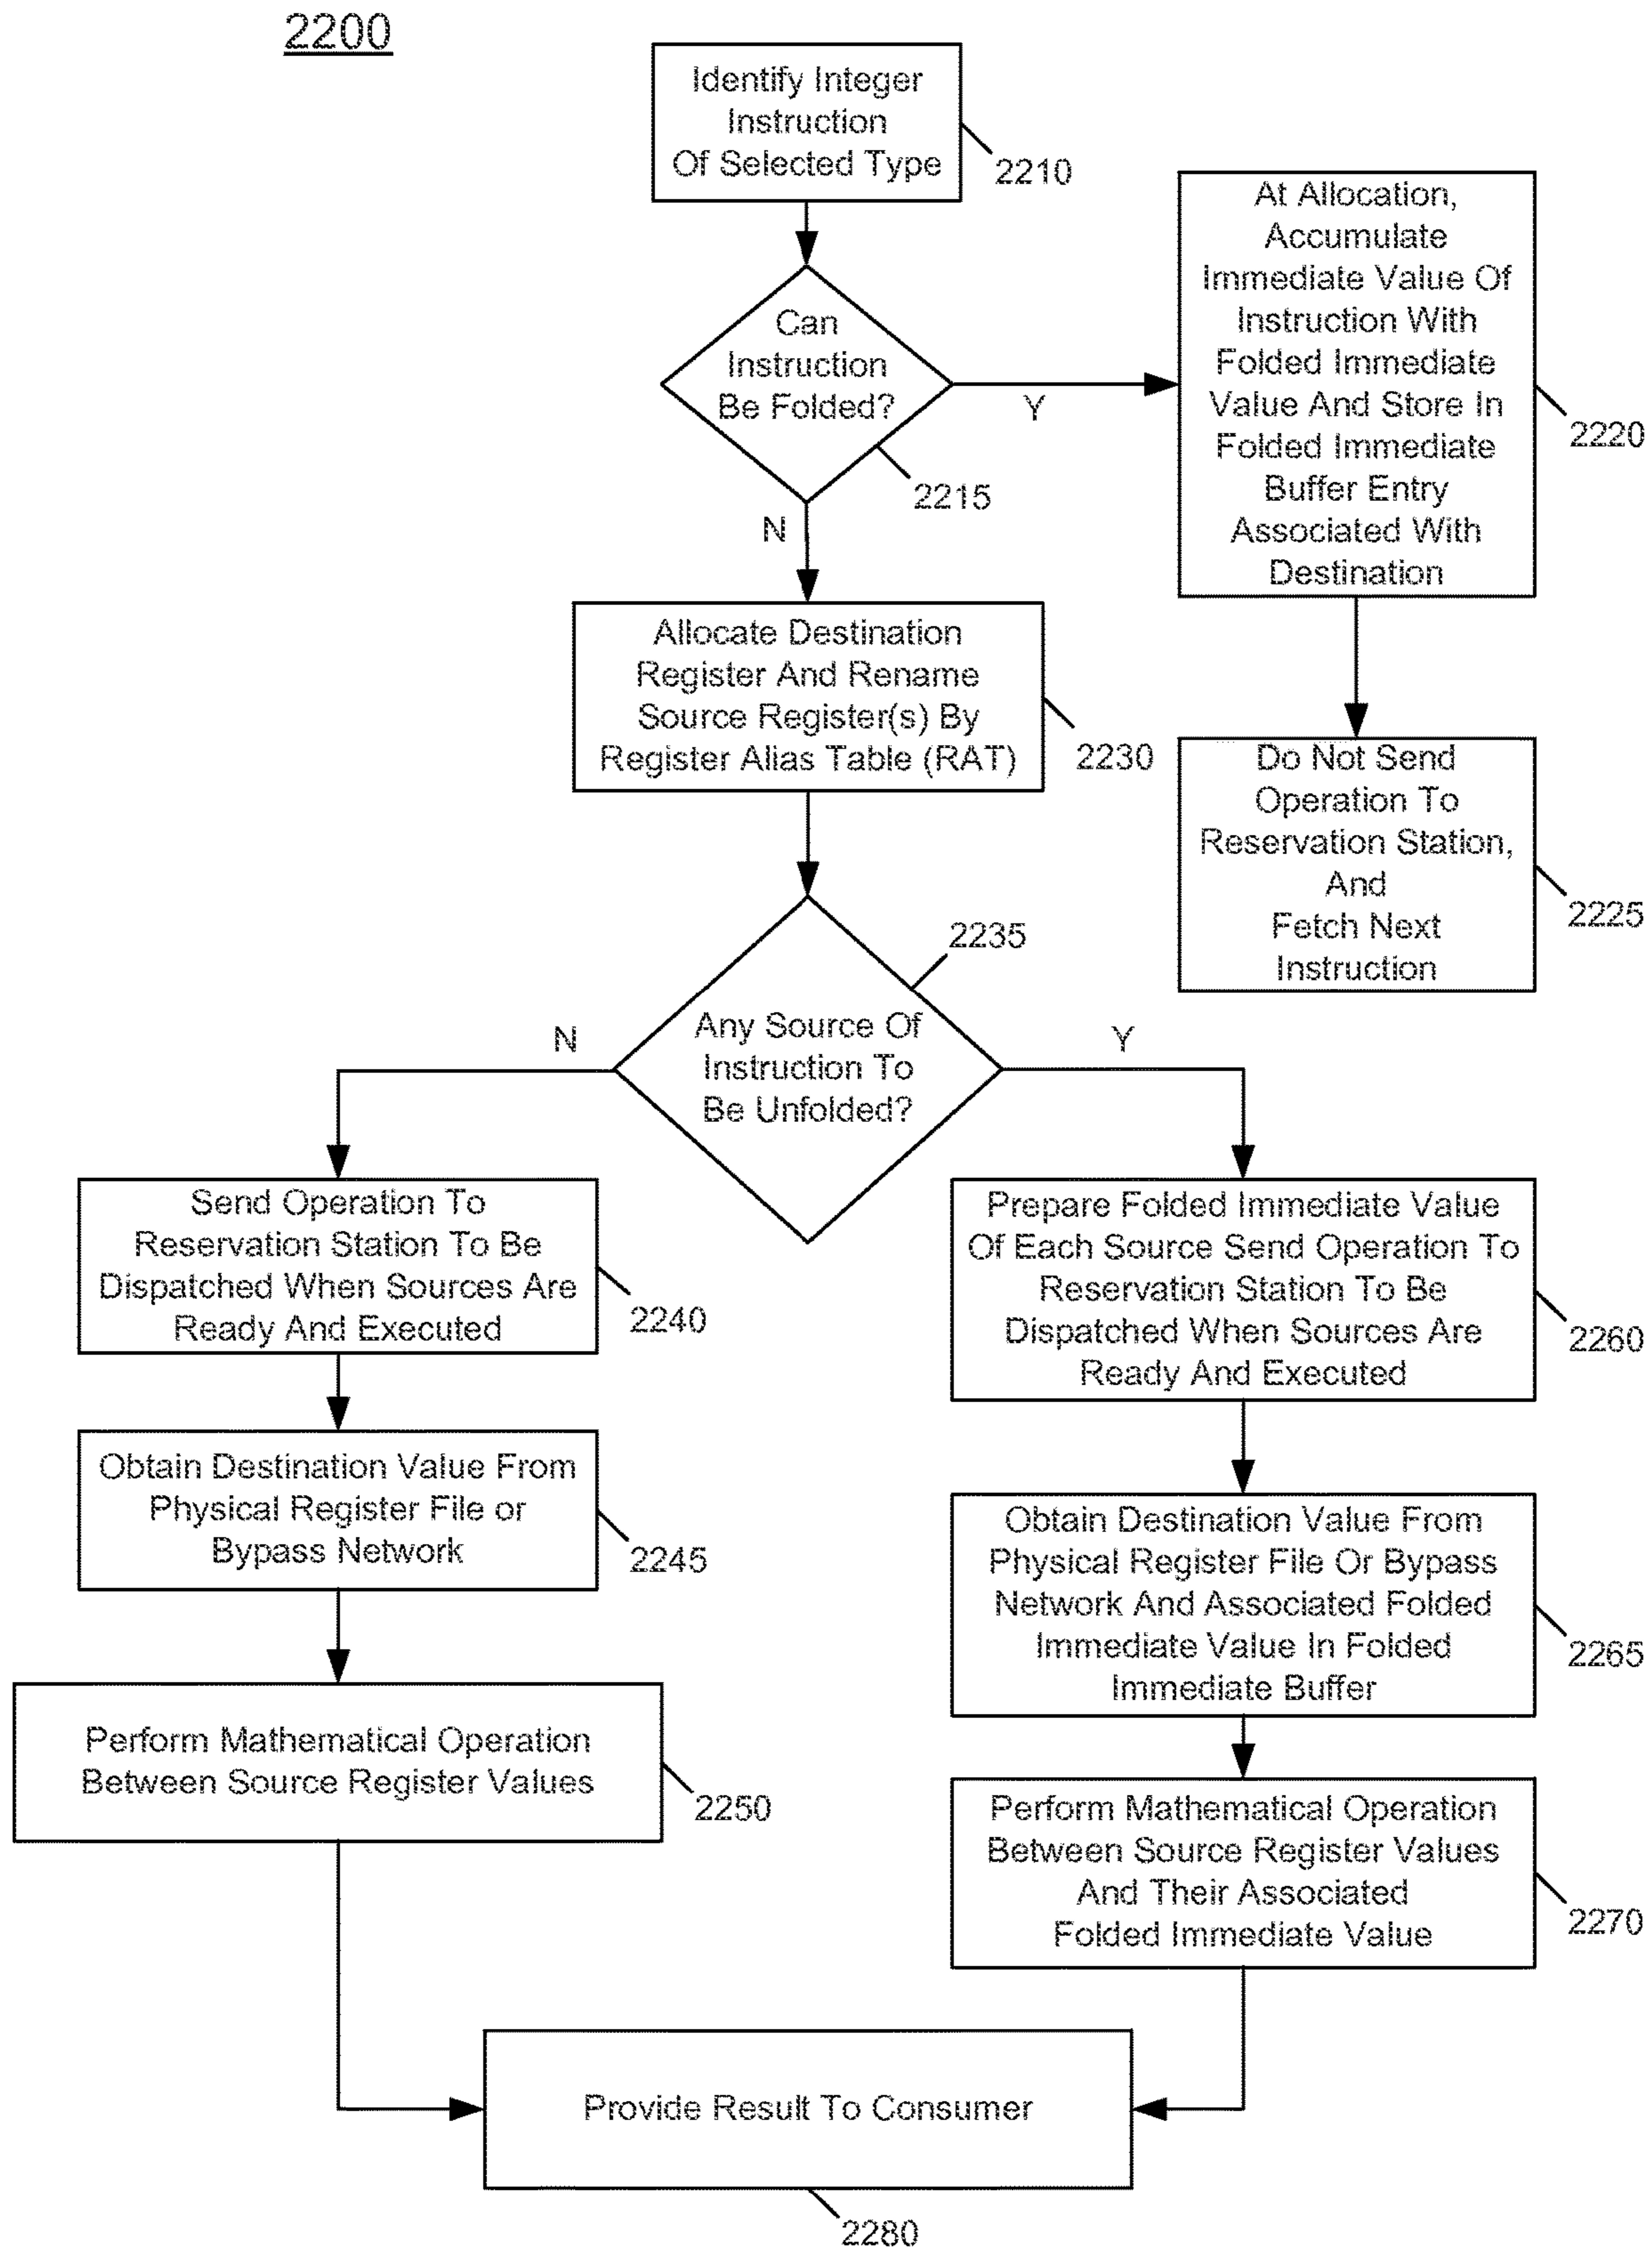 2200
Identify Integer
Instruction
Of Selected Type
2210
Can
Instruction
Be Folded?
2215
Y
N
At Allocation,
Accumulate
Immediate Value Of
Instruction With
Folded Immediate
Value And Store In
Folded Immediate
Buffer Entry
Associated With
Destination
2220
Do Not Send
Operation To
Reservation Station,
And
Fetch Next
Instruction
2225
Allocate Destination
Register And Rename
Source Register(s) By
Register Alias Table (RAT)
2230
2235
Any Source Of
Instruction To
Be Unfolded?
N
Y
Send Operation To
Reservation Station To Be
Dispatched When Sources Are
Ready And Executed
2240
Obtain Destination Value From
Physical Register File or
Bypass Network
2245
Perform Mathematical Operation
Between Source Register Values
2250
Prepare Folded Immediate Value
Of Each Source Send Operation To
Reservation Station To Be
Dispatched When Sources Are
Ready And Executed
2260
Obtain Destination Value From
Physical Register File Or Bypass
Network And Associated Folded
Immediate Value In Folded
Immediate Buffer
2265
Perform Mathematical Operation
Between Source Register Values
And Their Associated
Folded Immediate Value
2270
Provide Result To Consumer
2280